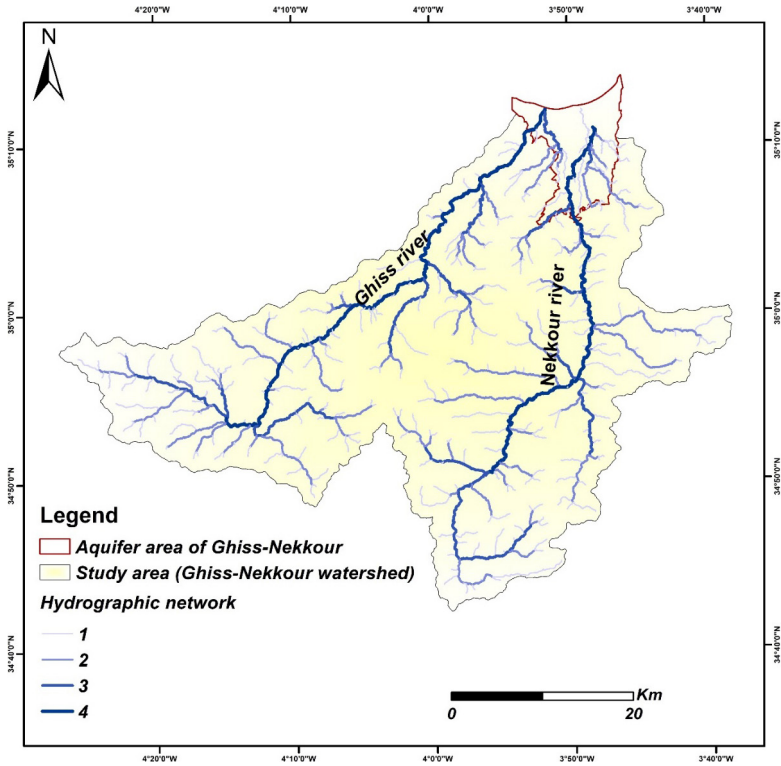 4°20'0"W 4°10'0"W 4°0'0"W 3°50'0"W 3°40'0"W
N
35°10'0"N 35°10'0"N
Ghiss river
Nekkour river
35°0'0"N 35°0'0"N
34°50'0"N 34°50'0"N
Legend
Aquifer area of Ghiss-Nekkour
Study area (Ghiss-Nekkour watershed)
Hydrographic network
1
2
3
4
34°40'0"N 34°40'0"N
Km
0 20
4°20'0"W 4°10'0"W 4°0'0"W 3°50'0"W 3°40'0"W